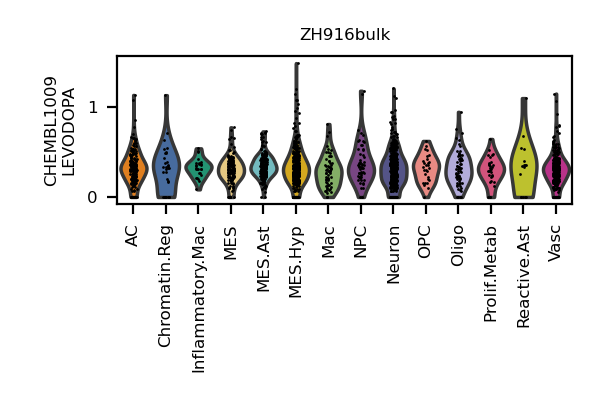 ZH916bulk
CHEMBL1009
LEVODOPA
1
0
AC
Chromatin.Reg
Inflammatory.Mac
MES
MES.Ast
MES.Hyp
Mac
NPC
Neuron
OPC
Oligo
Prolif.Metab
Reactive.Ast
Vasc